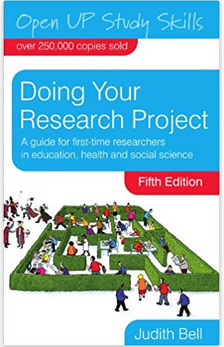 Open UP Study Skills
over 250,000 copies sold
Doing Your
Research Project
A guide for first-time researchers
in education, health and social science
Fifth Edition
Judith Bell